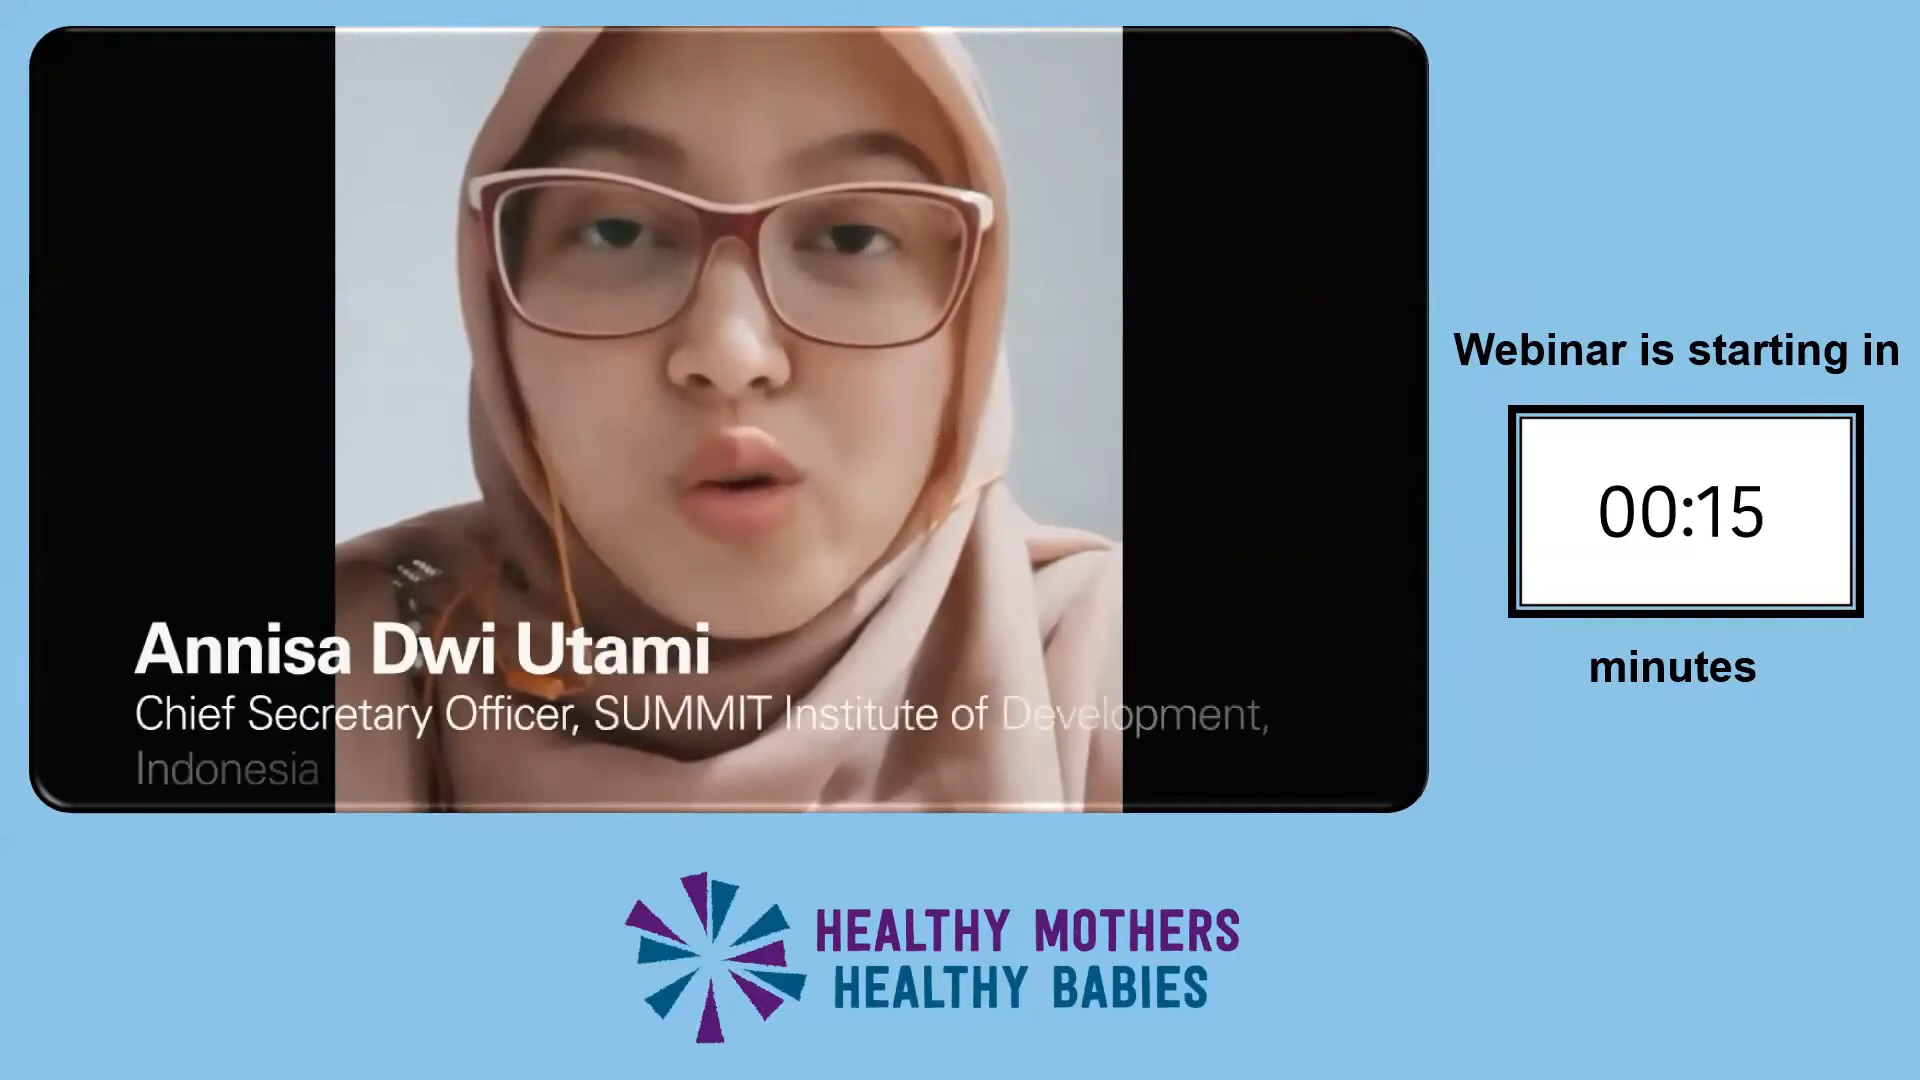 Annisa Dwi Utami
Chief Secretary Officer, SUMMIT Institute of Development,
Indonesia
Webinar is starting in
00:15
minutes
HEALTHY MOTHERS
HEALTHY BABIES